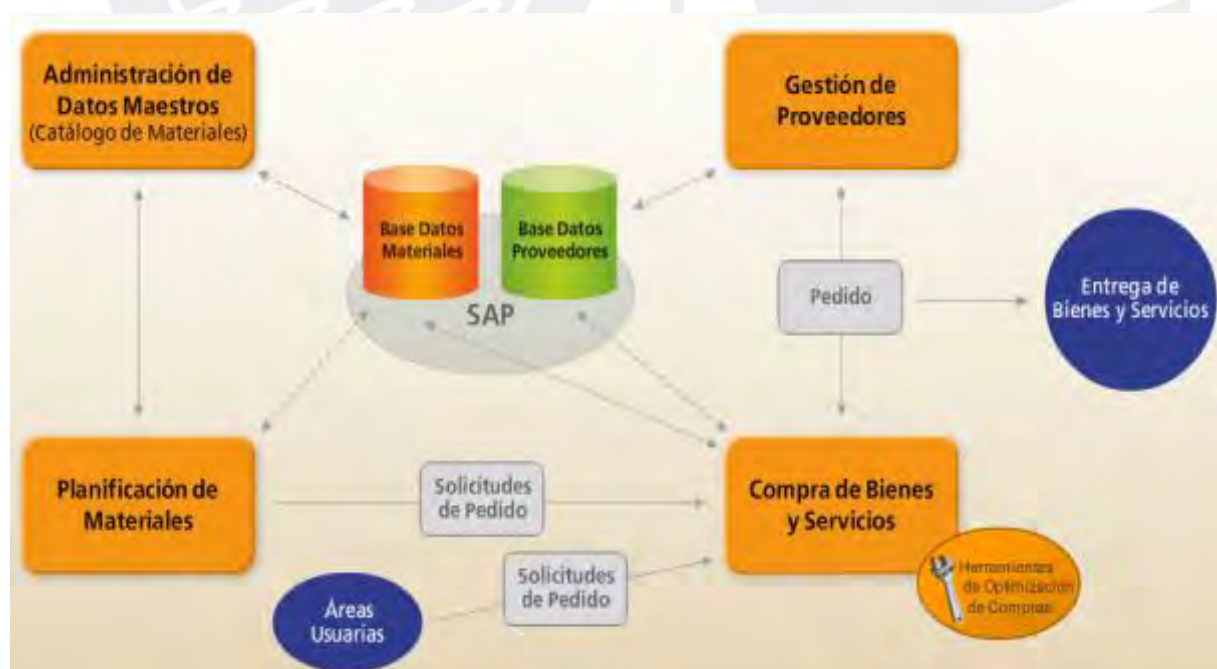 Administración de
Datos Maestros
(Catálogo de Materiales)
Gestión de
Proveedores
Base Datos
Materiales
Base Datos
Proveedores
SAP
Pedido
Entrega de
Bienes y Servicios
Planificación de
Materiales
Solicitudes
de Pedido
Compra de Bienes
y Servicios
Herramientas
de Optimización
de Compras
Solicitudes
de Pedido
Áreas
Usuarias